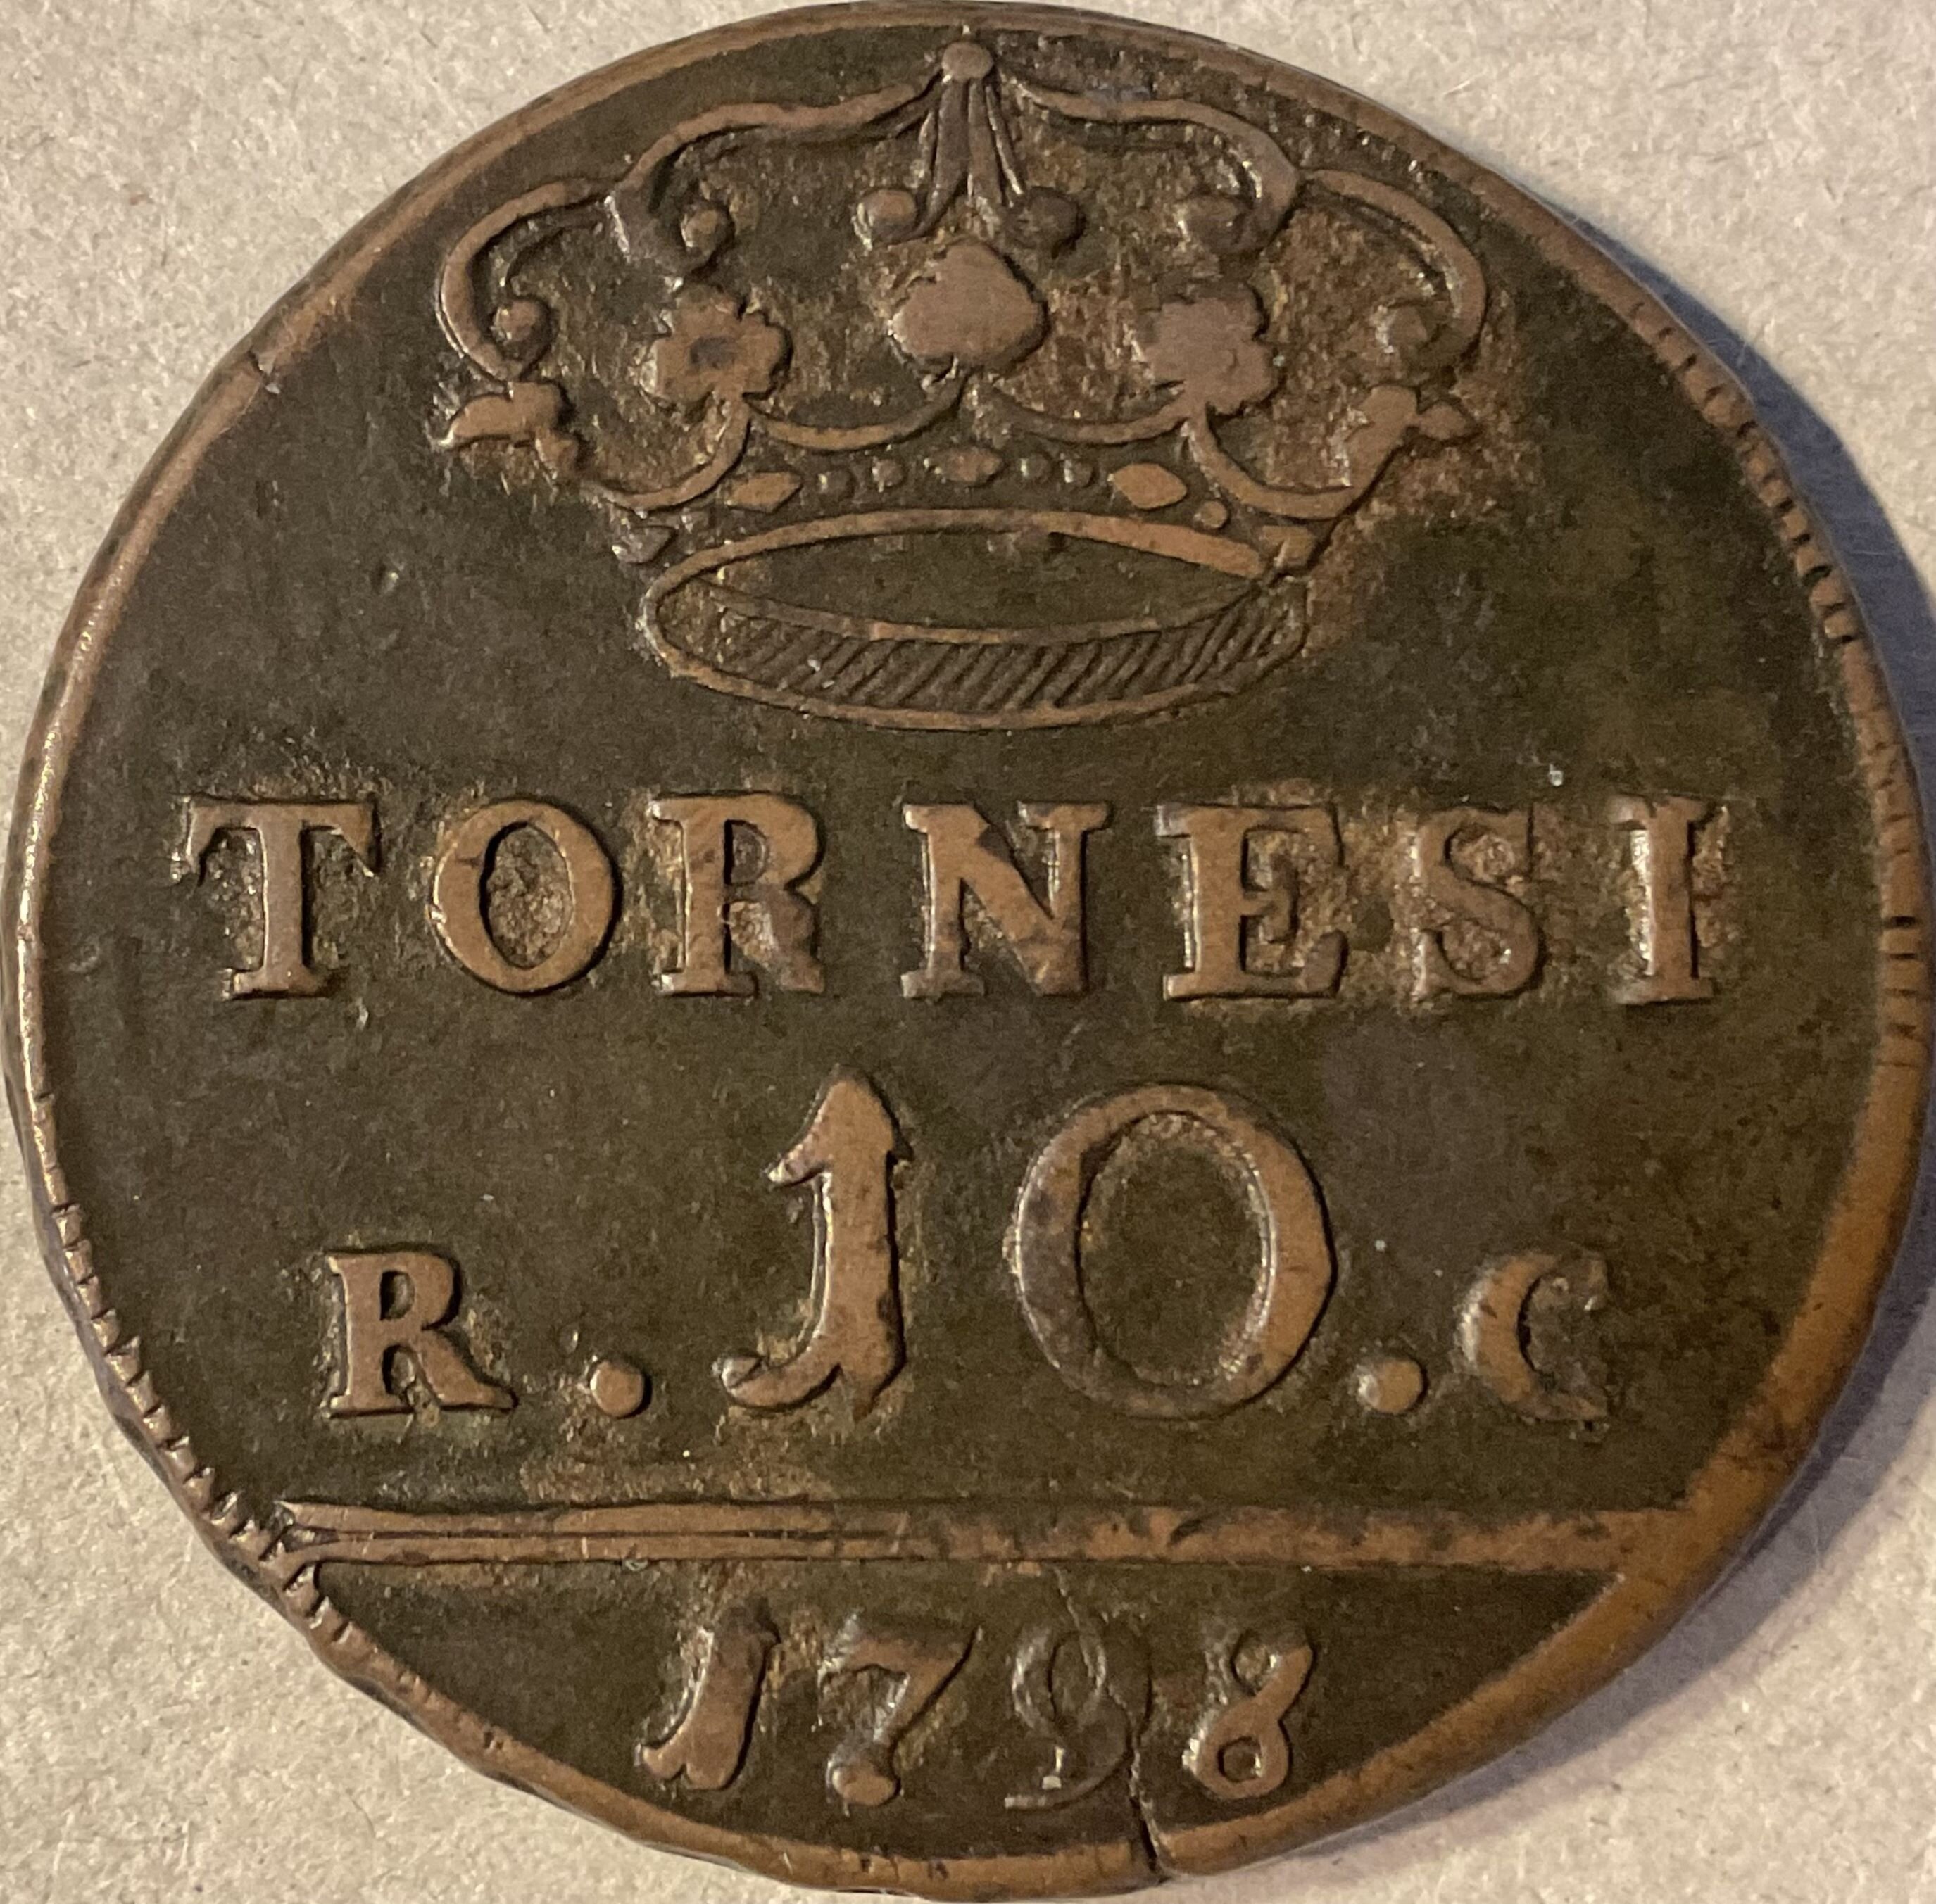 TORNESI
R . 10 . C
1798